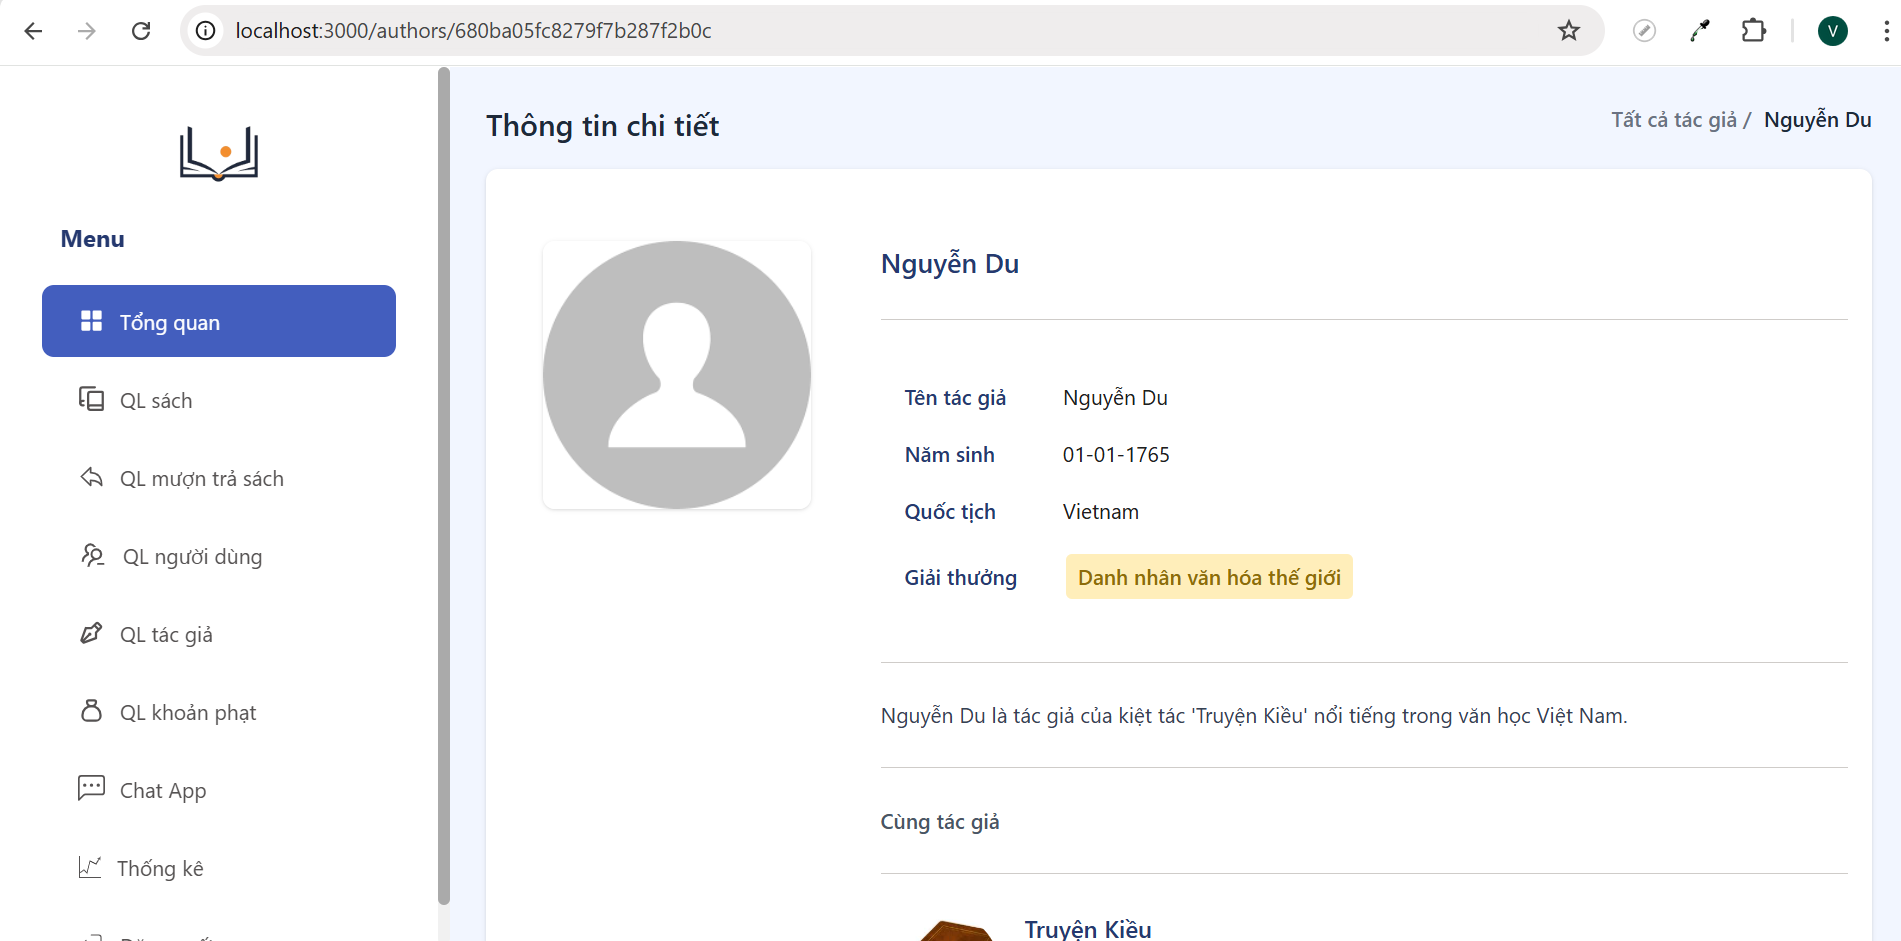 localhost:3000/authors/680ba05fc8279f7b287f2b0c
V
Menu
Tổng quan
QL sách
QL mượn trả sách
QL người dùng
QL tác giả
QL khoản phạt
Chat App
Thống kê
Thông tin chi tiết
Tất cả tác giả / Nguyễn Du
Nguyễn Du
Tên tác giả Nguyễn Du
Năm sinh 01-01-1765
Quốc tịch Vietnam
Giải thưởng Danh nhân văn hóa thế giới
Nguyễn Du là tác giả của kiệt tác 'Truyện Kiều' nổi tiếng trong văn học Việt Nam.
Cùng tác giả
Truyện Kiều